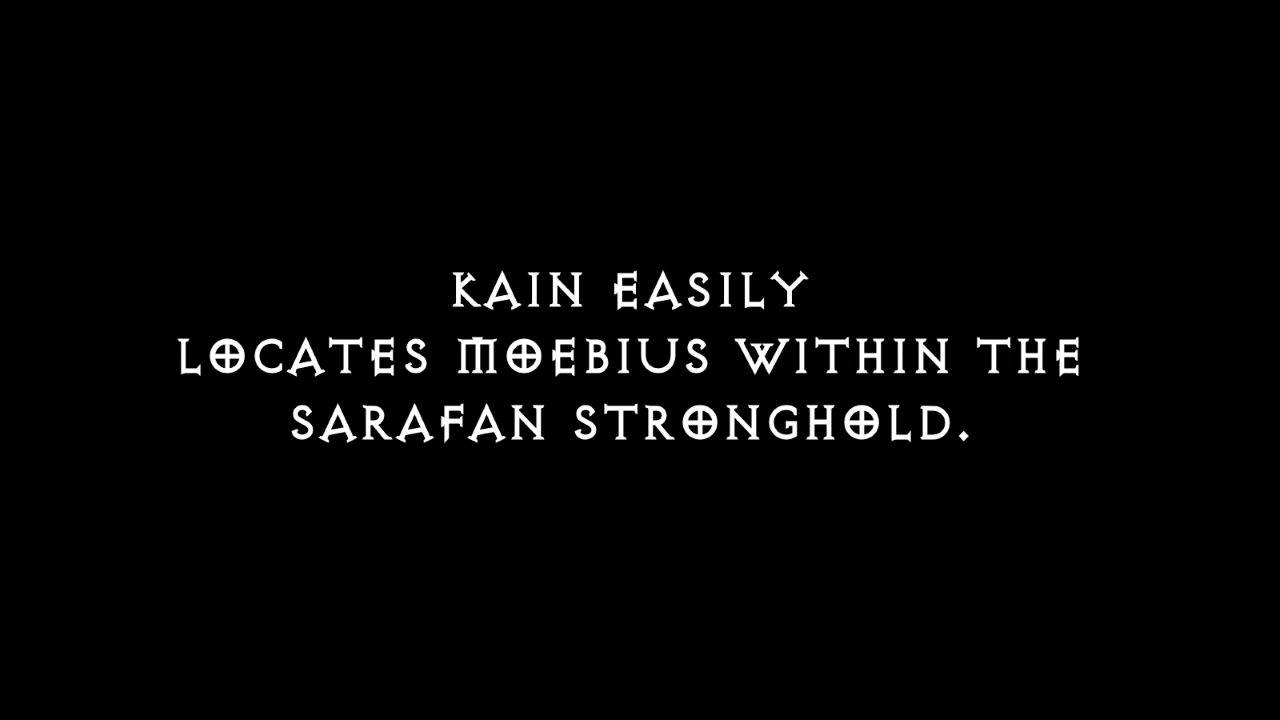 KAIN EASILY
LOCATES MOEBIUS WITHIN THE
SARAFAN STRONGHOLD.